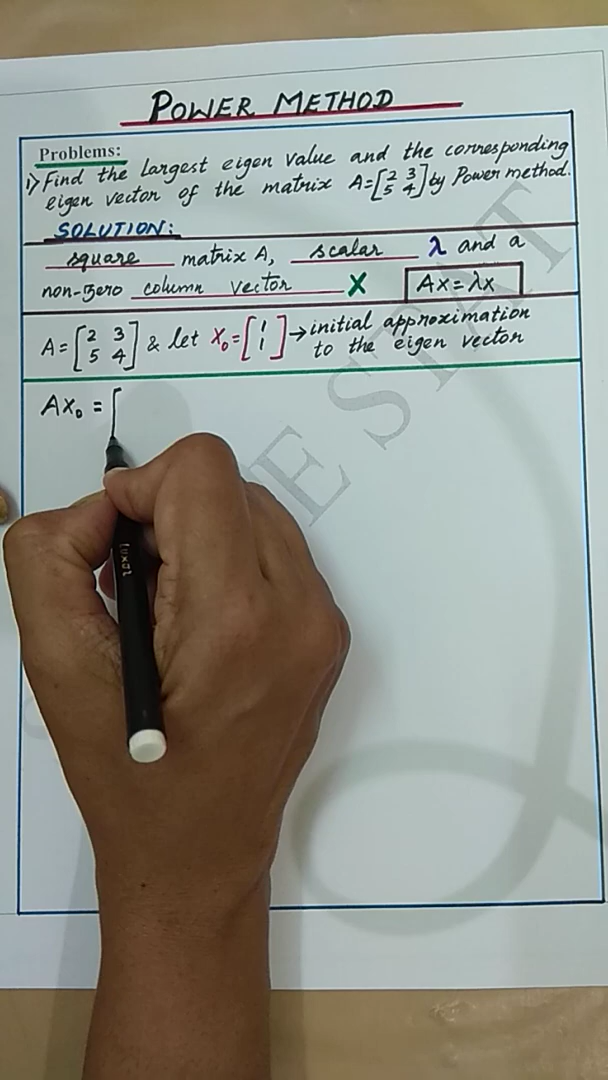 POWER METHOD
Problems:
1) Find the Largest eigen value and the corresponding
eigen vector of the matrix A=[2 3 5 4] by Power method.
SOLUTION:
square matrix A, scalar λ and a
non-zero column vector X Ax=λx
A=[2 3 5 4] & let X₀=[1 1]→initial approximation
to the eigen vector
AX₀ = [
LUXOR
ESTAT